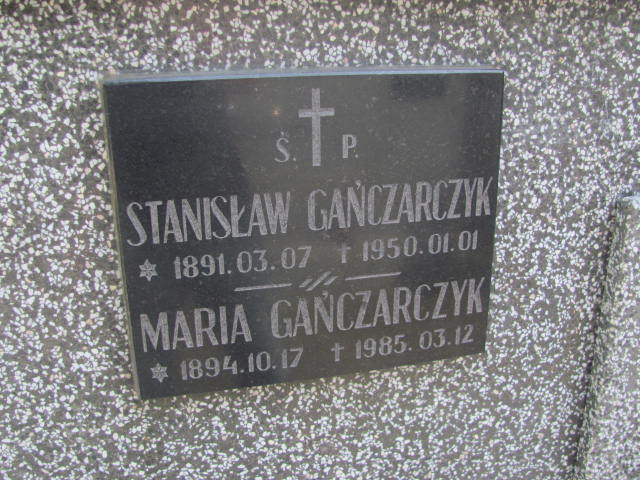 Ś. P.
STANISŁAW GAŃCZARCZYK
* 1891.03.07 † 1950.01.01
MARIA GAŃCZARCZYK
* 1894.10.17 † 1985.03.12